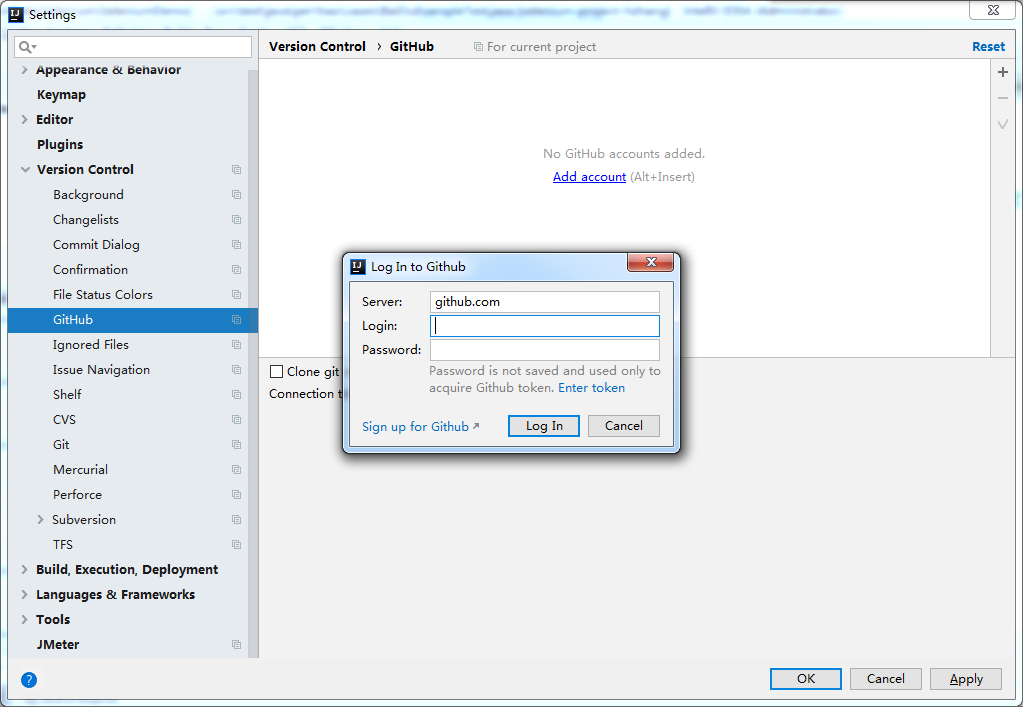 Settings
Version Control › GitHub
For current project
Reset
Appearance & Behavior
Keymap
Editor
Plugins
Version Control
Background
Changelists
Commit Dialog
Confirmation
File Status Colors
GitHub
Ignored Files
Issue Navigation
Shelf
CVS
Git
Mercurial
Perforce
Subversion
TFS
Build, Execution, Deployment
Languages & Frameworks
Tools
JMeter
No GitHub accounts added.
Add account (Alt+Insert)
Clone git
Connection t
IJ
Log In to Github
Server: github.com
Login:
Password:
Password is not saved and used only to
acquire Github token. Enter token
Sign up for Github
Log In
Cancel
?
OK
Cancel
Apply